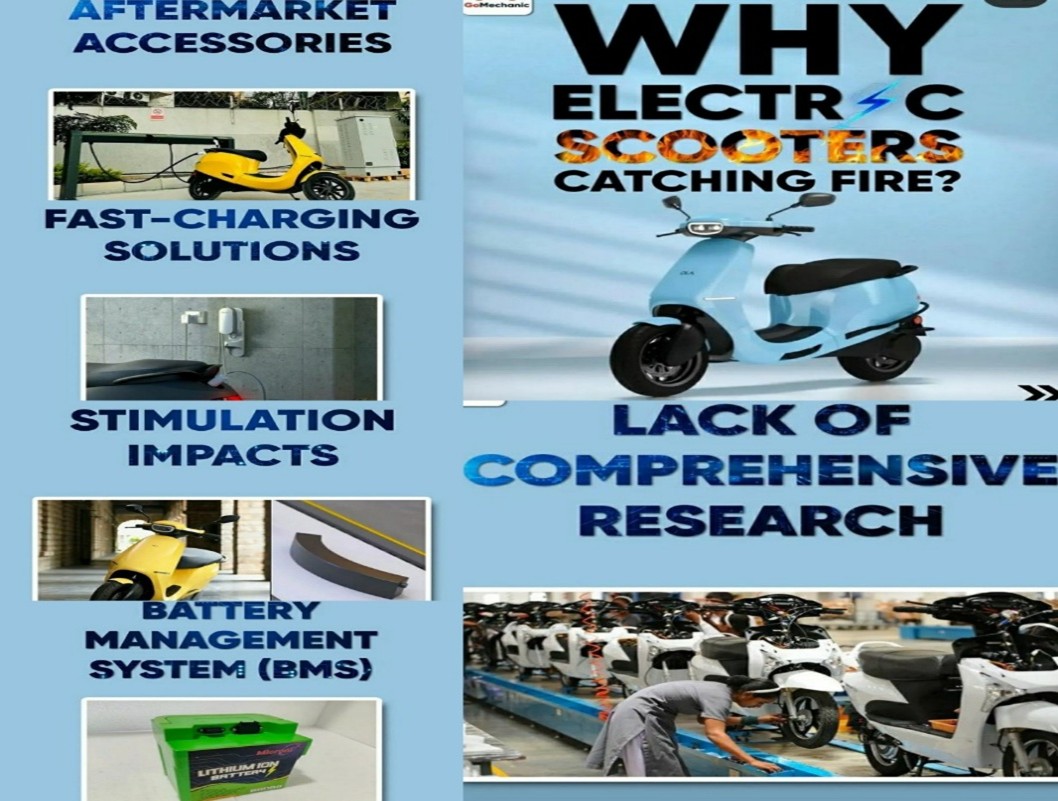 AFTERMARKET
ACCESSORIES
FAST-CHARGING
SOLUTIONS
STIMULATION
IMPACTS
BATTERY
MANAGEMENT
SYSTEM (BMS)
LITHIUM ION
BATTERY
GoMechanic
WHY
ELECTRIC
SCOOTERS
CATCHING FIRE?
OLA
LACK OF
COMPREHENSIVE
RESEARCH